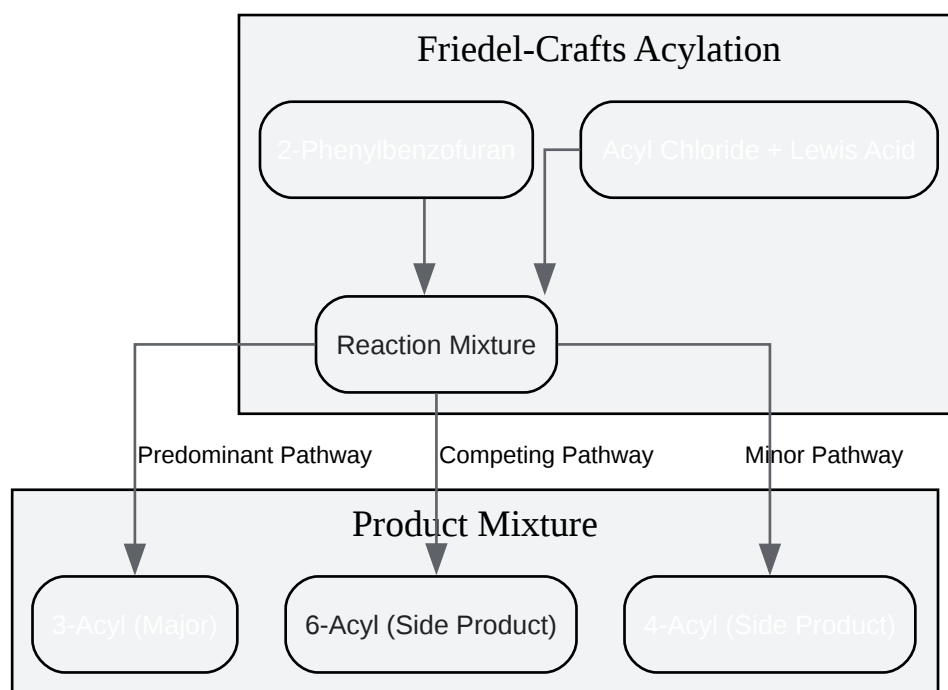 Friedel-Crafts Acylation
2-Phenylbenzofuran
Acyl Chloride + Lewis Acid
Reaction Mixture
Predominant Pathway
Competing Pathway
Minor Pathway
Product Mixture
3-Acyl (Major)
6-Acyl (Side Product)
4-Acyl (Side Product)